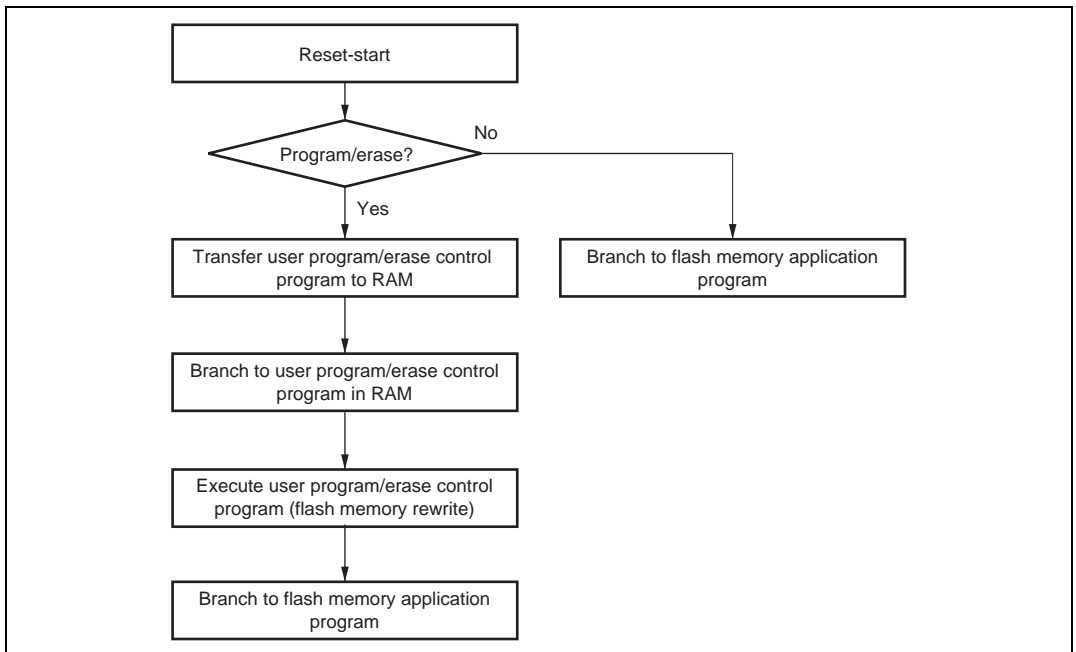 Reset-start
No
Program/erase?
Yes
Transfer user program/erase control
program to RAM
Branch to flash memory application
program
Branch to user program/erase control
program in RAM
Execute user program/erase control
program (flash memory rewrite)
Branch to flash memory application
program